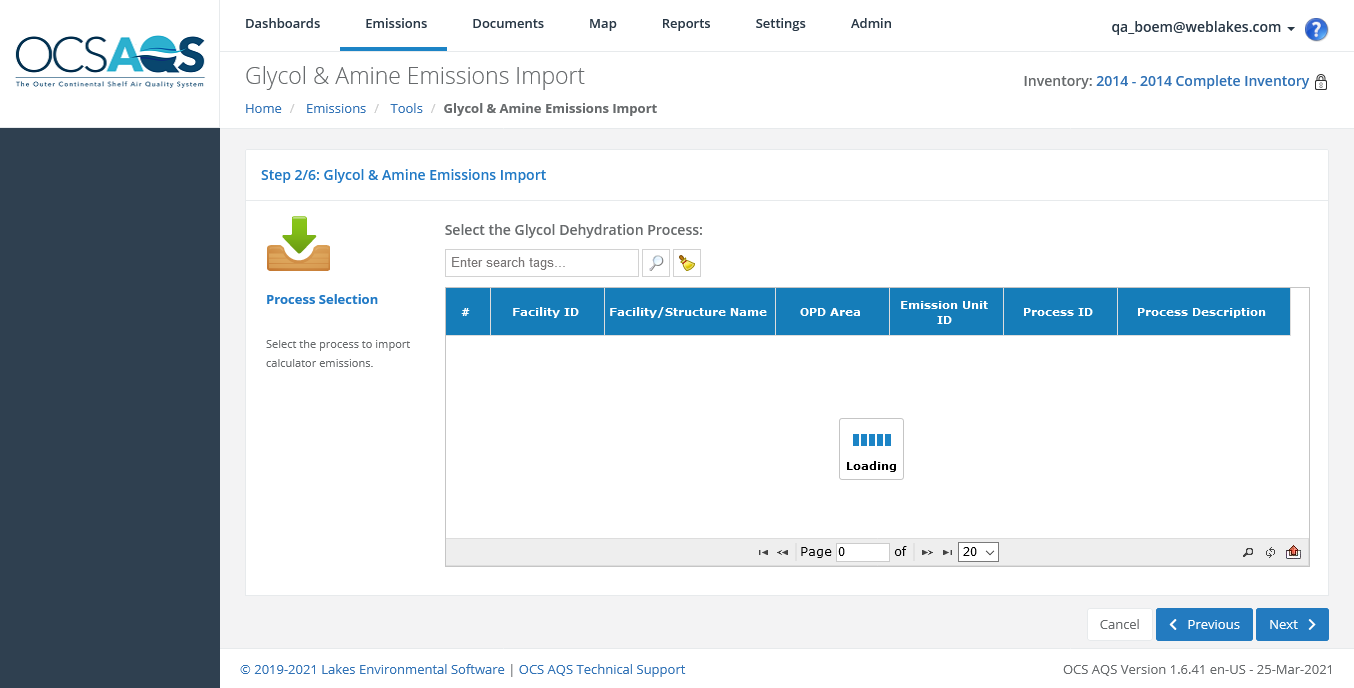 OCSAQS
The Outer Continental Shelf Air Quality System
Dashboards Emissions Documents Map Reports Settings Admin
qa_boem@weblakes.com ?
Glycol & Amine Emissions Import
Inventory: 2014 - 2014 Complete Inventory
Home / Emissions / Tools / Glycol & Amine Emissions Import
Step 2/6: Glycol & Amine Emissions Import
Process Selection
Select the process to import
calculator emissions.
Select the Glycol Dehydration Process:
Enter search tags...
# Facility ID Facility/Structure Name OPD Area Emission Unit
ID Process ID Process Description
Loading
Page 0 of 20
Cancel Previous Next
© 2019-2021 Lakes Environmental Software | OCS AQS Technical Support
OCS AQS Version 1.6.41 en-US - 25-Mar-2021